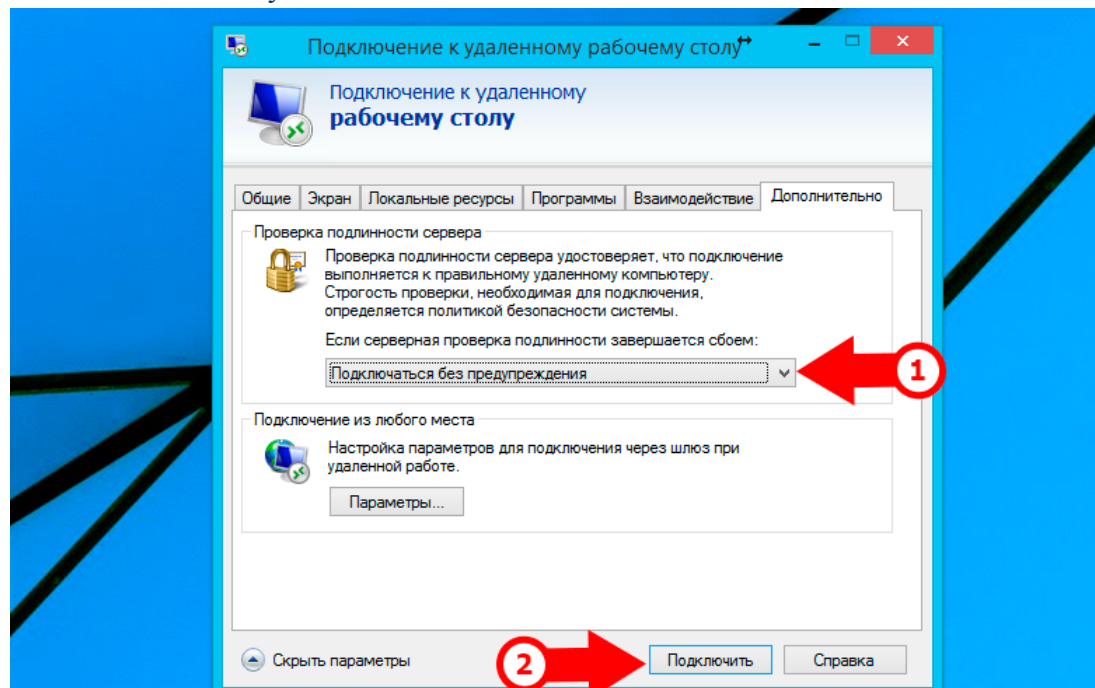 Подключение к удаленному рабочему столу
Подключение к удаленному
рабочему столу
Общие Экран Локальные ресурсы Программы Взаимодействие Дополнительно
Проверка подлинности сервера
Проверка подлинности сервера удостоверяет, что подключение
выполняется к правильному удаленному компьютеру.
Строгость проверки, необходимая для подключения,
определяется политикой безопасности системы.
Если серверная проверка подлинности завершается сбоем:
Подключаться без предупреждения
1
Подключение из любого места
Настройка параметров для подключения через шлюз при
удаленной работе.
Параметры...
Скрыть параметры
2
Подключить
Справка